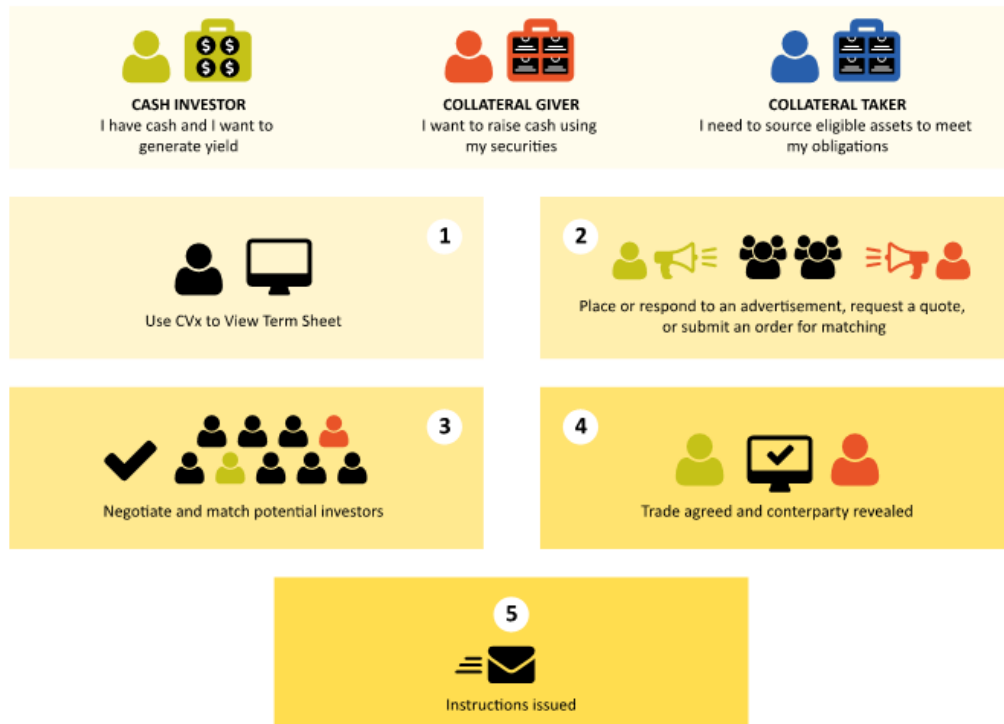 $ $
$ $
CASH INVESTOR
I have cash and I want to
generate yield
COLLATERAL GIVER
I want to raise cash using
my securities
COLLATERAL TAKER
I need to source eligible assets to meet
my obligations
1
Use CVx to View Term Sheet
2
Place or respond to an advertisement, request a quote,
or submit an order for matching
3
Negotiate and match potential investors
4
Trade agreed and conterparty revealed
5
Instructions issued